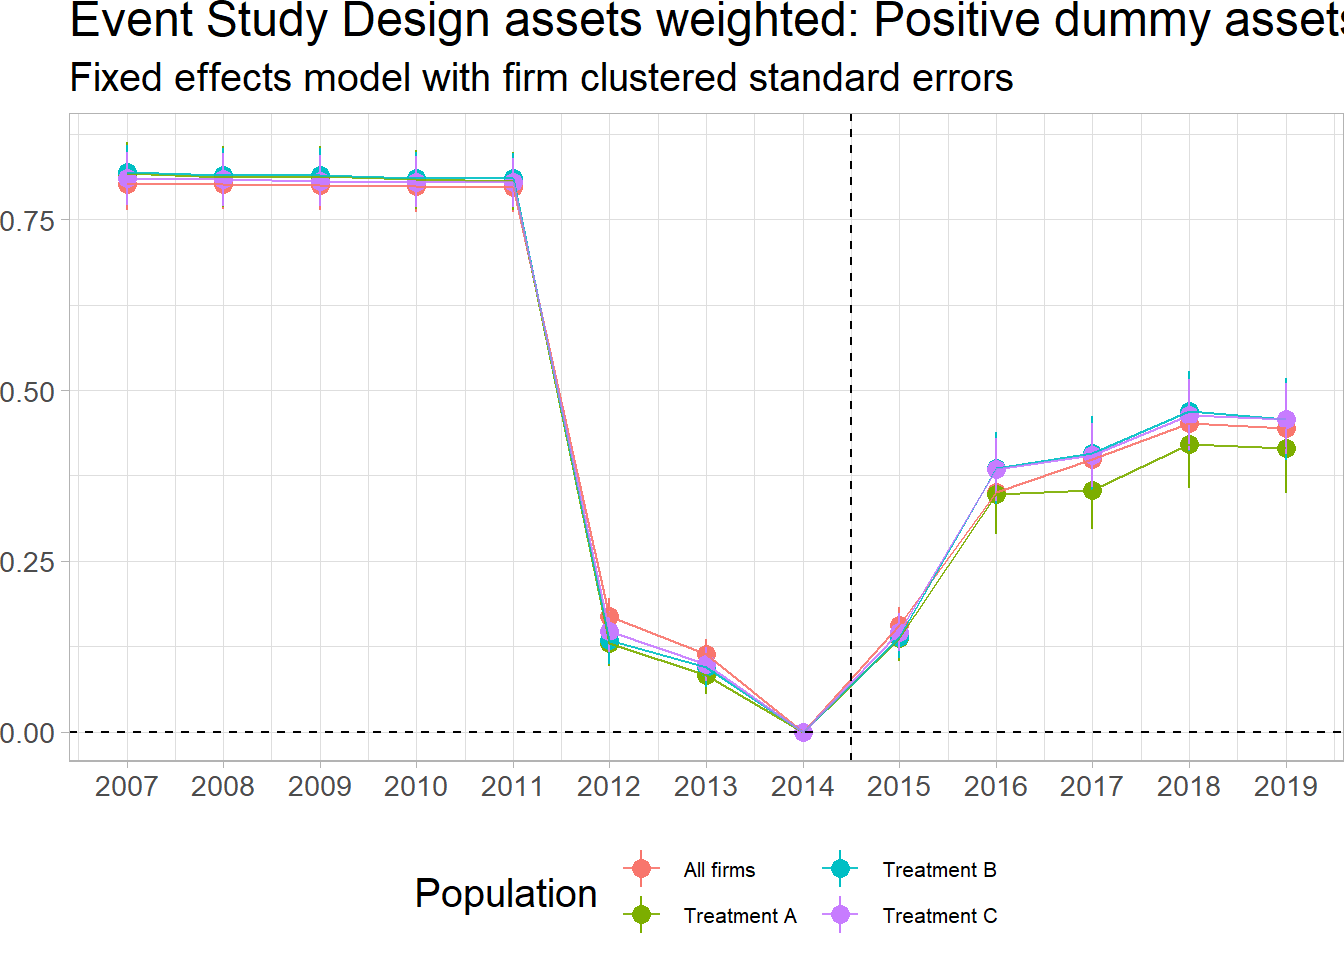 Event Study Design assets weighted: Positive dummy assets
Fixed effects model with firm clustered standard errors
0.75
0.50
0.25
0.00
2007 2008 2009 2010 2011 2012 2013 2014 2015 2016 2017 2018 2019
Population
All firms
Treatment A
Treatment B
Treatment C